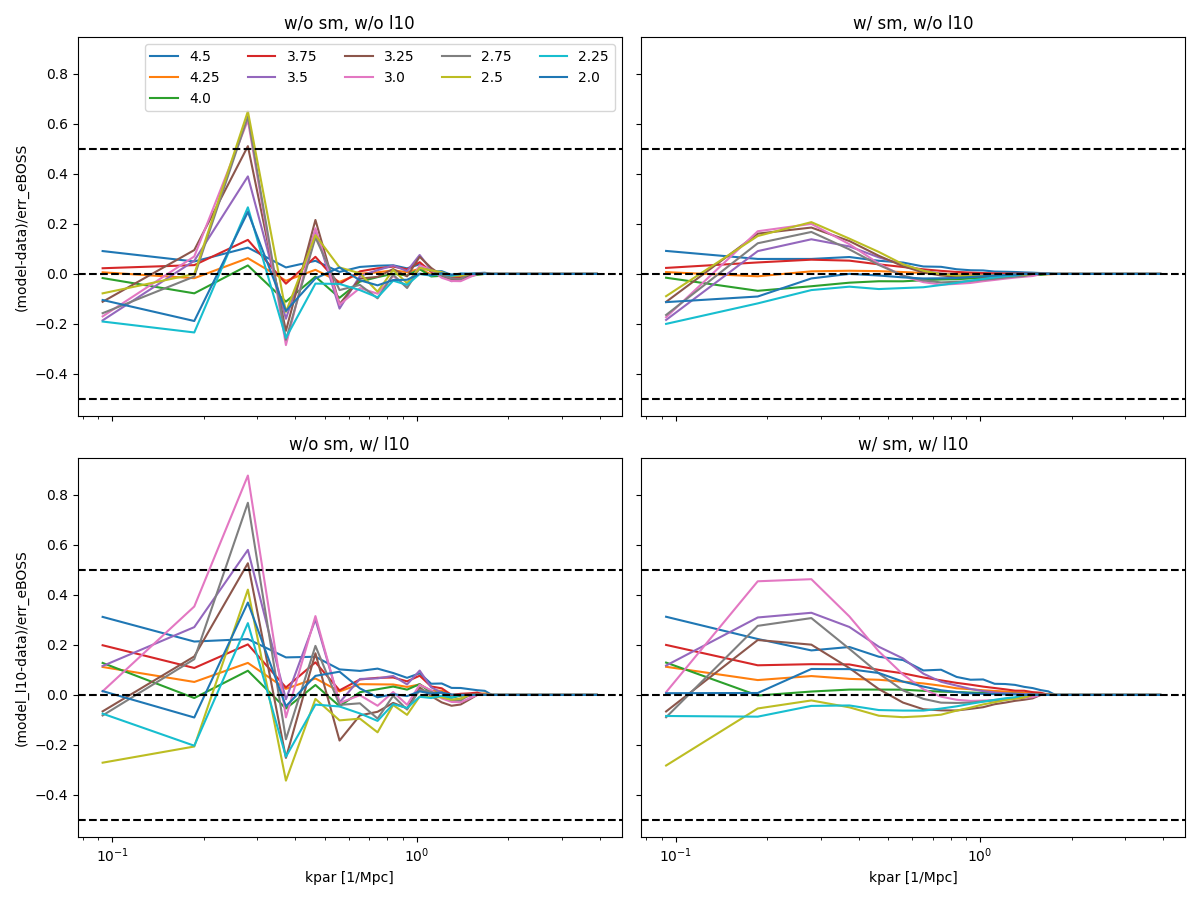 w/o sm, w/o l10
w/ sm, w/o l10
4.5 3.75 3.25 2.75 2.25
4.25 3.5 3.0 2.5 2.0
4.0
(model-data)/err_eBOSS
0.8
0.6
0.4
0.2
0.0
−0.2
−0.4
w/o sm, w/ l10
w/ sm, w/ l10
(model_l10-data)/err_eBOSS
0.8
0.6
0.4
0.2
0.0
−0.2
−0.4
10⁻¹ 10⁰ 10⁻¹ 10⁰
kpar [1/Mpc] kpar [1/Mpc]